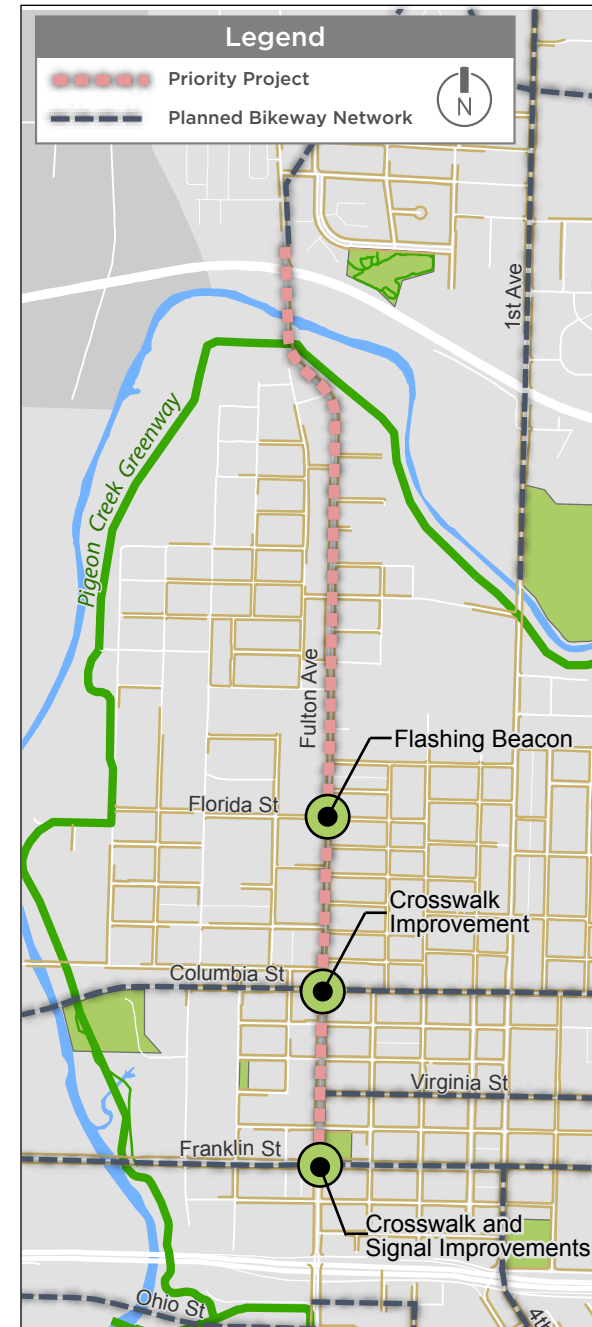 Legend
Priority Project
Planned Bikeway Network
N
1st Ave
Pigeon Creek Greenway
Fulton Ave
Flashing Beacon
Florida St
Crosswalk
Improvement
Columbia St
Virginia St
Franklin St
Crosswalk and
Signal Improvements
Ohio St
4th